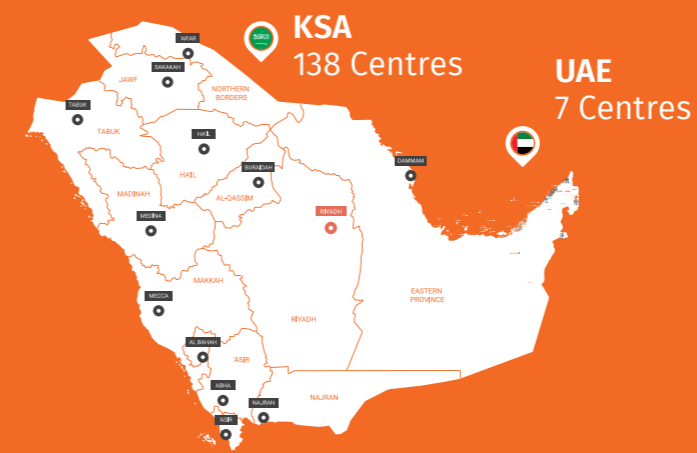 KSA
138 Centres
UAE
7 Centres
ARAR
SAKAKAH
JAWF
NORTHERN
BORDERS
TABUK
TABUK
HAIL
HAIL
BURAIDAH
AL-QASSIM
DAMMAM
MADINAH
MEDINA
RIYADH
MAKKAH
MECCA
EASTERN
PROVINCE
RIYADH
AL BAHAH
ASIR
ABHA
NAJRAN
NAJRAN
ASIR